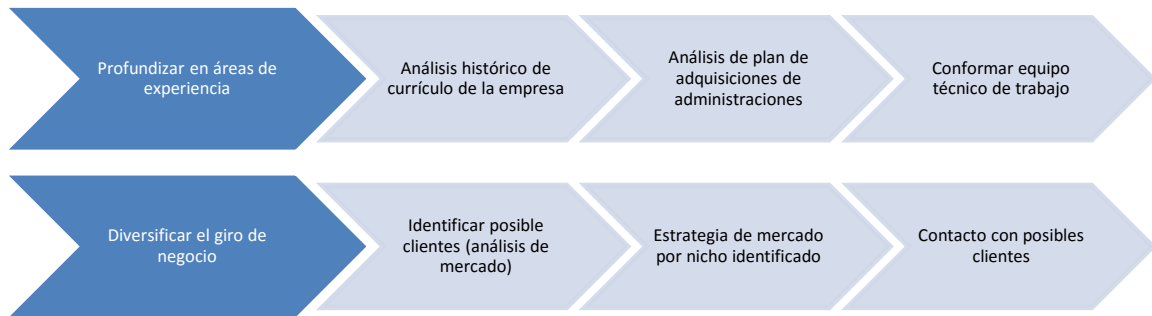 Profundizar en áreas de
experiencia
Análisis histórico de
currículo de la empresa
Análisis de plan de
adquisiciones de
administraciones
Conformar equipo
técnico de trabajo
Diversificar el giro de
negocio
Identificar posible
clientes (análisis de
mercado)
Estrategia de mercado
por nicho identificado
Contacto con posibles
clientes